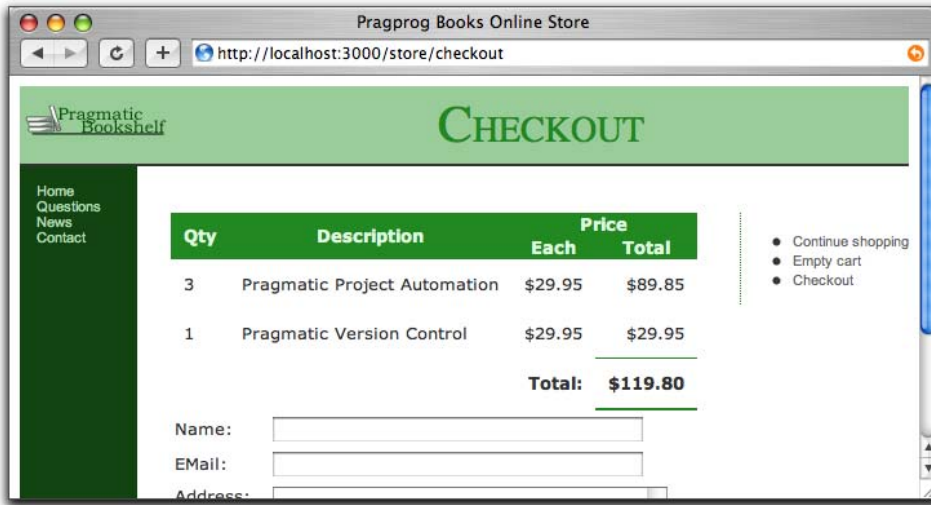 Pragprog Books Online Store
http://localhost:3000/store/checkout
Pragmatic
Bookshelf
CHECKOUT
Home
Questions
News
Contact
Qty Description Price
Each Total
3 Pragmatic Project Automation $29.95 $89.85
1 Pragmatic Version Control $29.95 $29.95
Total: $119.80
Continue shopping
Empty cart
Checkout
Name:
EMail:
Address: